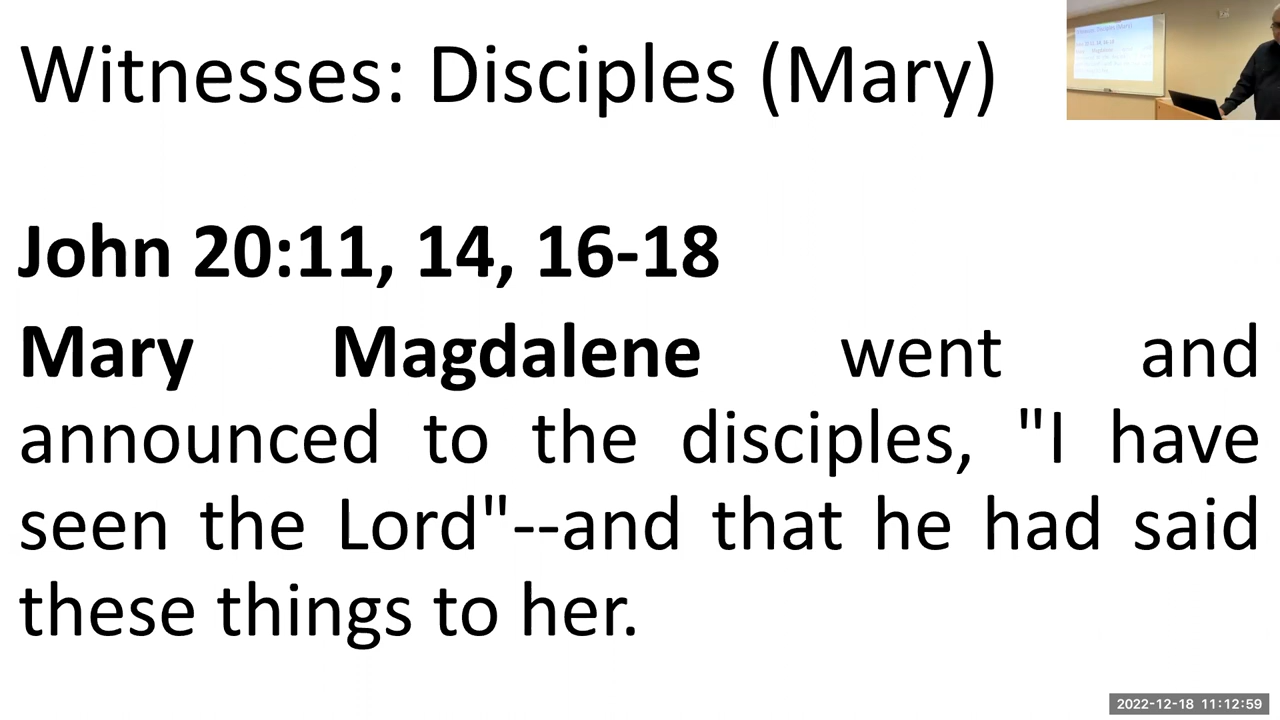 Witnesses: Disciples (Mary)
John 20:11, 14, 16-18
Mary Magdalene went and
announced to the disciples, "I have
seen the Lord"--and that he had said
these things to her.
2022-12-18 11:12:59